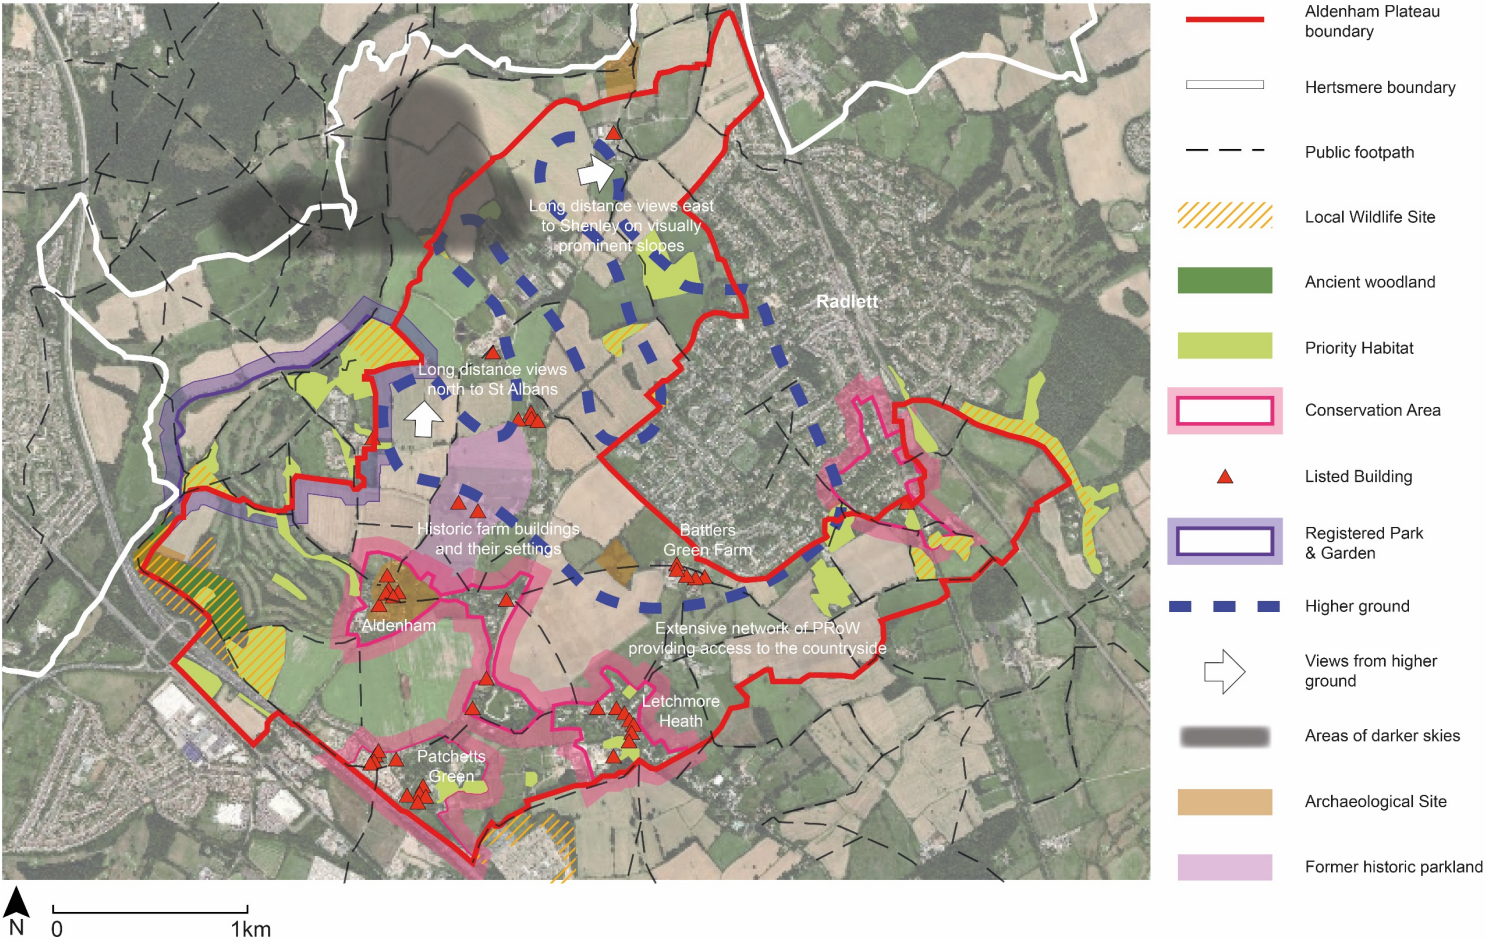 Long distance views east
to Shenley on visually
prominent slopes
Radlett
Long distance views
north to St Albans
Historic farm buildings
and their settings
Battlers
Green Farm
Aldenham
Extensive network of PRoW
providing access to the countryside
Letchmore
Heath
Patchetts
Green
N
0
1km
Aldenham Plateau
boundary
Hertsmere boundary
Public footpath
Local Wildlife Site
Ancient woodland
Priority Habitat
Conservation Area
Listed Building
Registered Park
& Garden
Higher ground
Views from higher
ground
Areas of darker skies
Archaeological Site
Former historic parkland